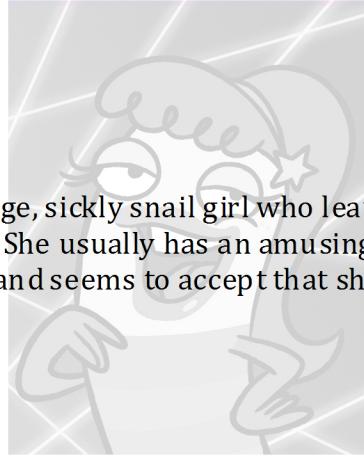 ge, sickly snail girl who lea
She usually has an amusing
and seems to accept that sh